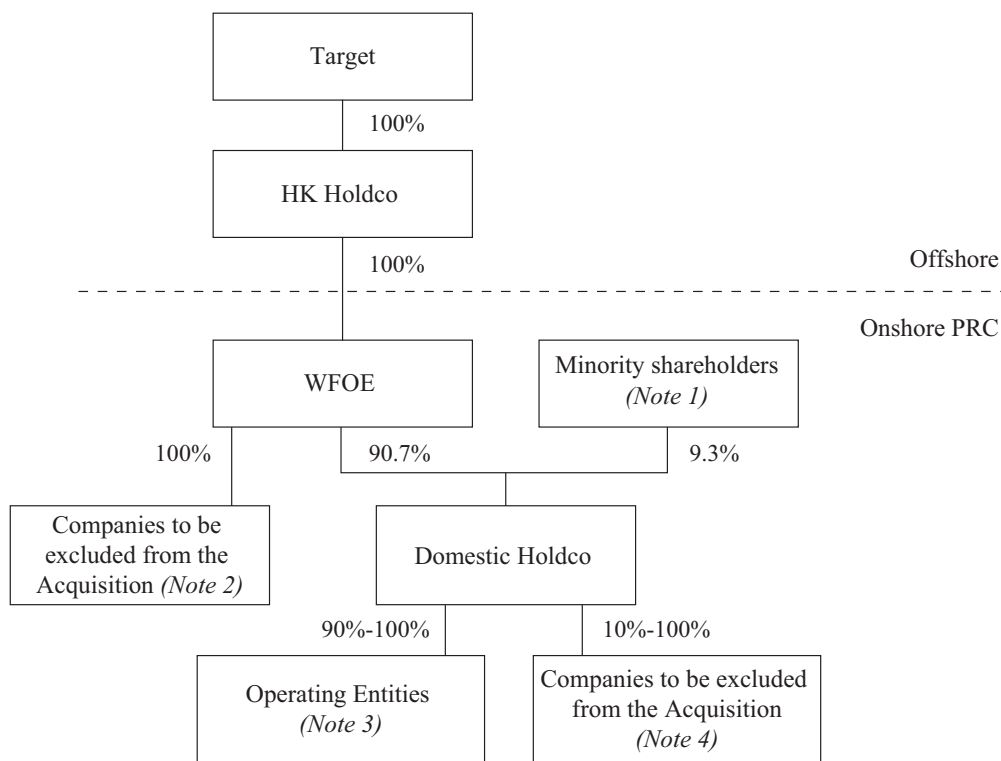 Target
100%
HK Holdco
100%
Offshore
Onshore PRC
WFOE
Minority shareholders
(Note 1)
100%
90.7%
9.3%
Companies to be
excluded from the
Acquisition (Note 2)
Domestic Holdco
90%-100%
10%-100%
Operating Entities
(Note 3)
Companies to be excluded
from the Acquisition
(Note 4)